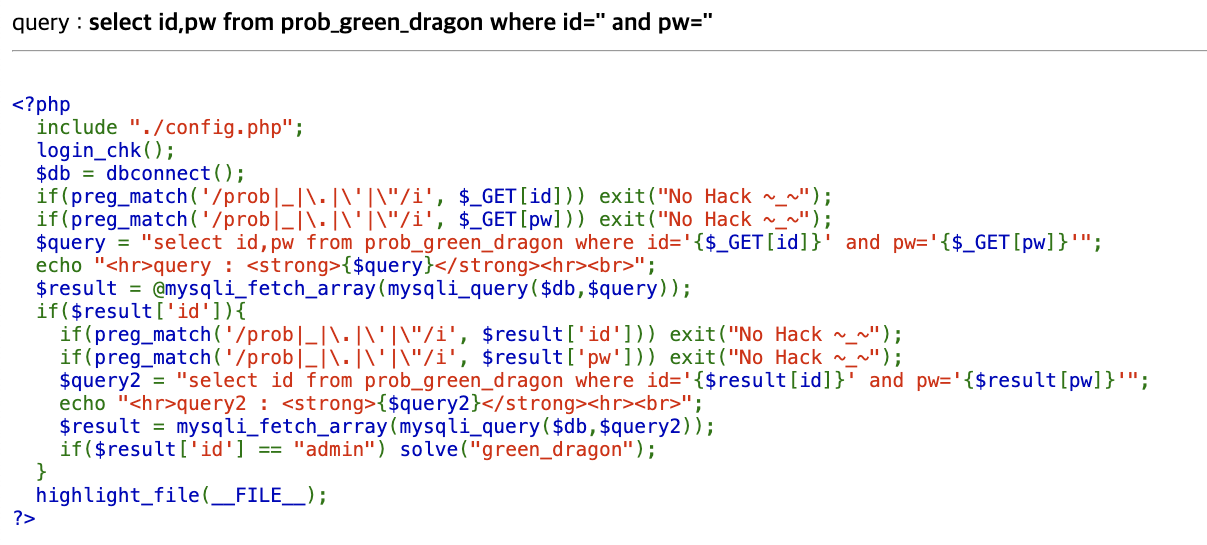 query : select id,pw from prob_green_dragon where id='' and pw=''
<?php
  include "./config.php";
  login_chk();
  $db = dbconnect();
  if(preg_match('/prob|_|\.|\'|\"/i', $_GET[id])) exit("No Hack ~_~");
  if(preg_match('/prob|_|\.|\'|\"/i', $_GET[pw])) exit("No Hack ~_~");
  $query = "select id,pw from prob_green_dragon where id='{$_GET[id]}' and pw='{$_GET[pw]}'";
  echo "<hr>query : <strong>{$query}</strong><hr><br>";
  $result = @mysqli_fetch_array(mysqli_query($db,$query));
  if($result['id']){
    if(preg_match('/prob|_|\.|\'|\"/i', $result['id'])) exit("No Hack ~_~");
    if(preg_match('/prob|_|\.|\'|\"/i', $result['pw'])) exit("No Hack ~_~");
    $query2 = "select id from prob_green_dragon where id='{$result[id]}' and pw='{$result[pw]}'";
    echo "<hr>query2 : <strong>{$query2}</strong><hr><br>";
    $result = mysqli_fetch_array(mysqli_query($db,$query2));
    if($result['id'] == "admin") solve("green_dragon");
  }
  highlight_file(__FILE__);
?>